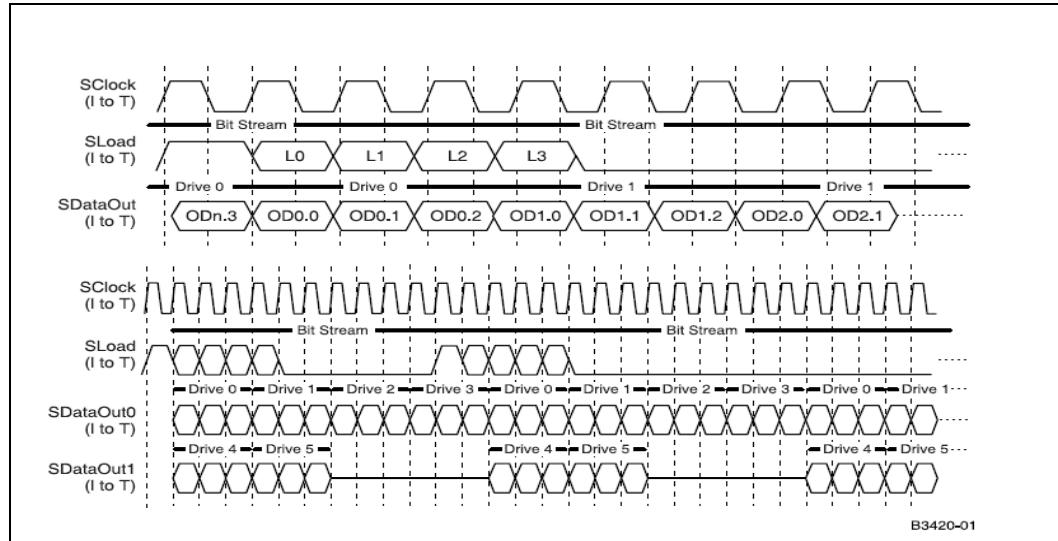 SClock
(I to T)
Bit Stream Bit Stream
SLoad
(I to T)
L0 L1 L2 L3
Drive 0 Drive 0 Drive 1 Drive 1
SDataOut
(I to T)
ODn.3 OD0.0 OD0.1 OD0.2 OD1.0 OD1.1 OD1.2 OD2.0 OD2.1
SClock
(I to T)
Bit Stream Bit Stream
SLoad
(I to T)
Drive 0 Drive 1 Drive 2 Drive 3 Drive 0 Drive 1 Drive 2 Drive 3 Drive 0 Drive 1
SDataOut0
(I to T)
Drive 4 Drive 5 Drive 4 Drive 5 Drive 4 Drive 5
SDataOut1
(I to T)
B3420-01